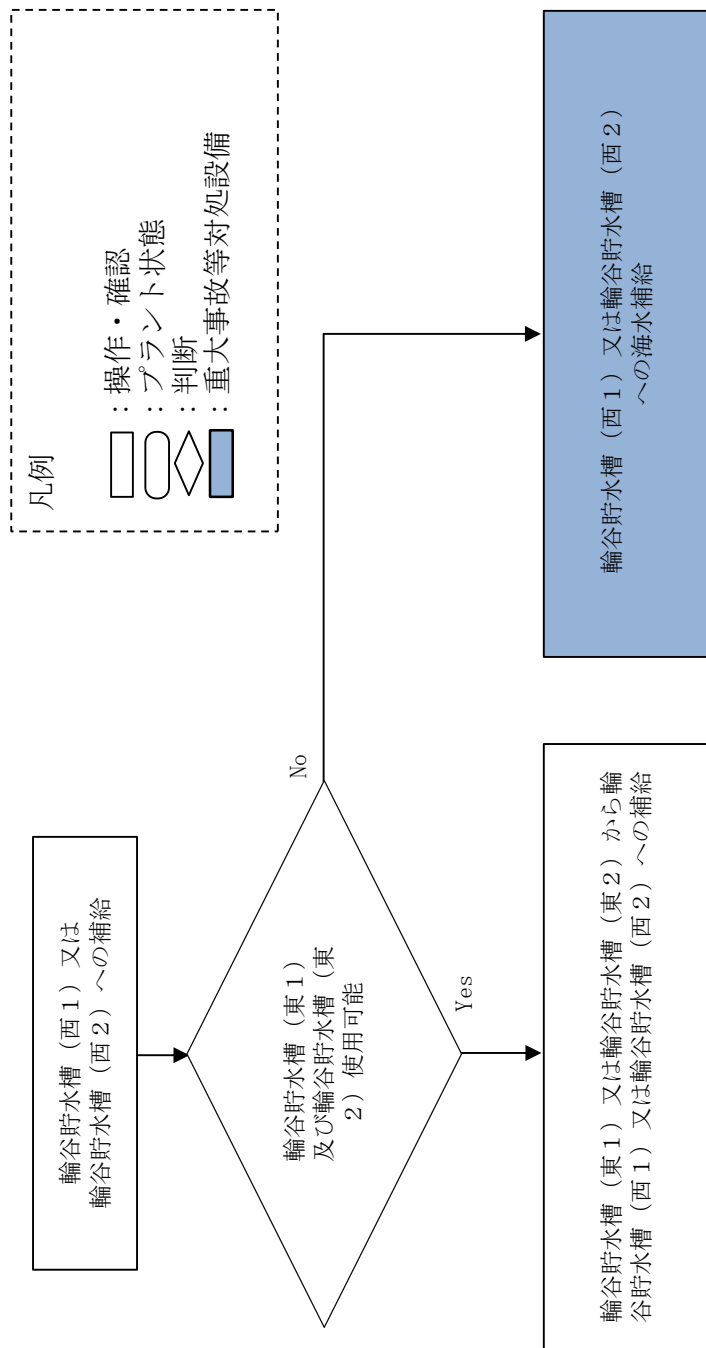 凡例
：操作・確認
：プラント状態
：判断
：重大事故等対処設備
輪谷貯水槽（西１）又は
輪谷貯水槽（西２）への補給
輪谷貯水槽（東１）
及び輪谷貯水槽（東
２）使用可能
No
Yes
輪谷貯水槽（東１）又は輪谷貯水槽（東２）から輪
谷貯水槽（西１）又は輪谷貯水槽（西２）への補給
輪谷貯水槽（西１）又は輪谷貯水槽（西２）
への海水補給